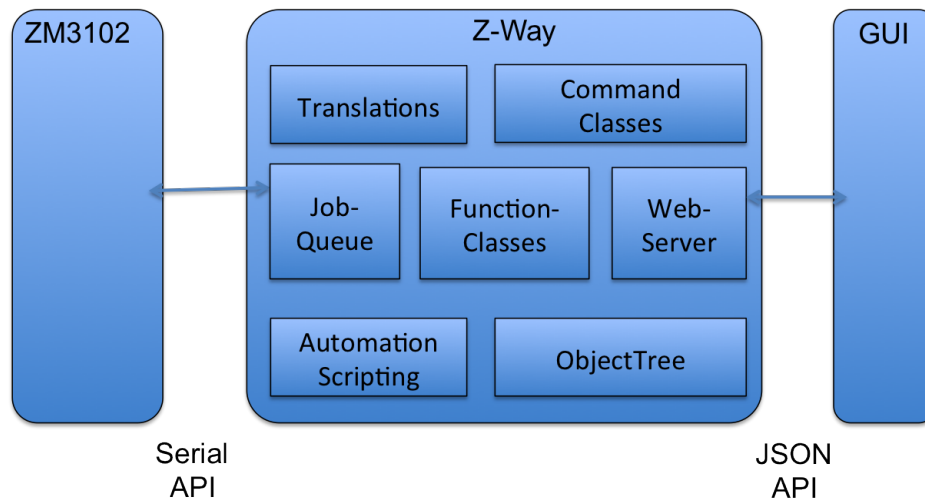 ZM3102
Z-Way
GUI
Translations
Command
Classes
Job-
Queue
Function-
Classes
Web-
Server
Automation
Scripting
ObjectTree
Serial
API
JSON
API